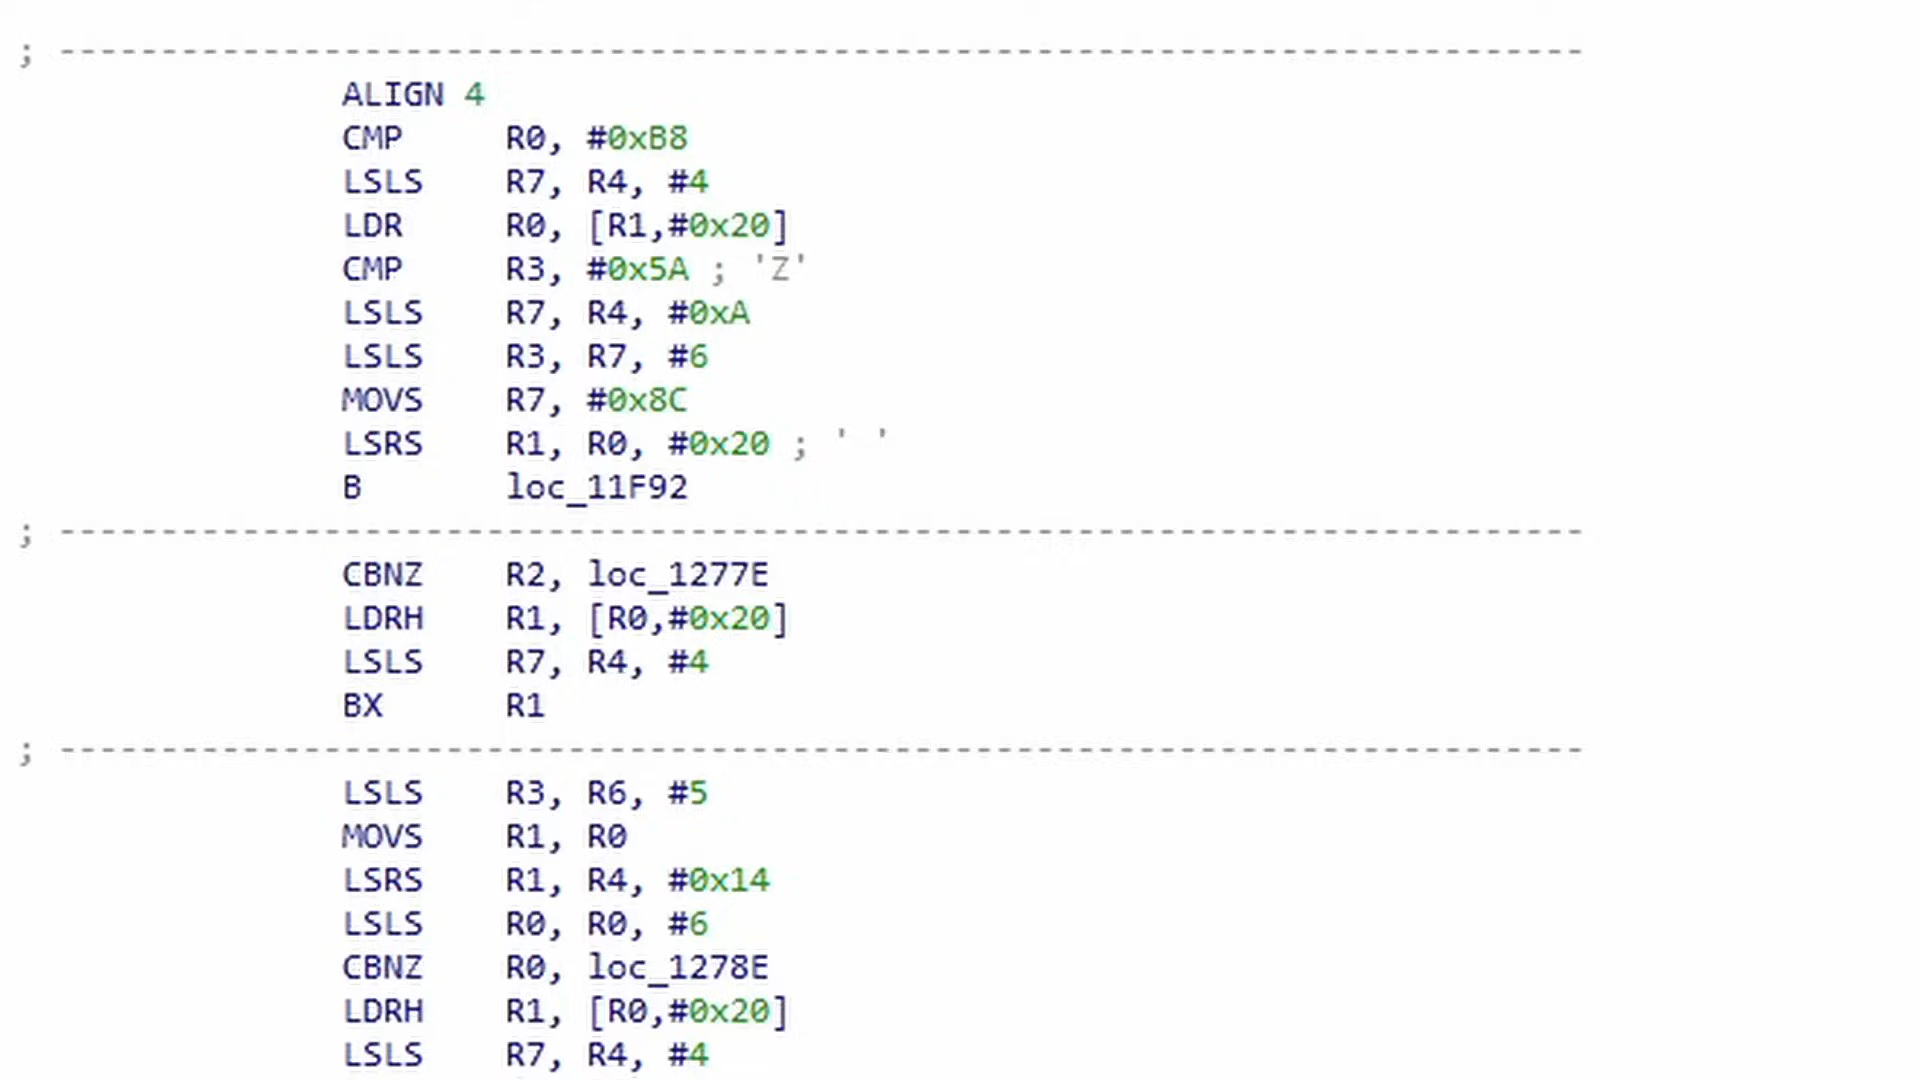 ; ---------------------------------------------------------------------------
ALIGN 4
CMP R0, #0xB8
LSLS R7, R4, #4
LDR R0, [R1,#0x20]
CMP R3, #0x5A ; 'Z'
LSLS R7, R4, #0xA
LSLS R3, R7, #6
MOVS R7, #0x8C
LSRS R1, R0, #0x20 ; ' '
B loc_11F92
; ---------------------------------------------------------------------------
CBNZ R2, loc_1277E
LDRH R1, [R0,#0x20]
LSLS R7, R4, #4
BX R1
; ---------------------------------------------------------------------------
LSLS R3, R6, #5
MOVS R1, R0
LSRS R1, R4, #0x14
LSLS R0, R0, #6
CBNZ R0, loc_1278E
LDRH R1, [R0,#0x20]
LSLS R7, R4, #4